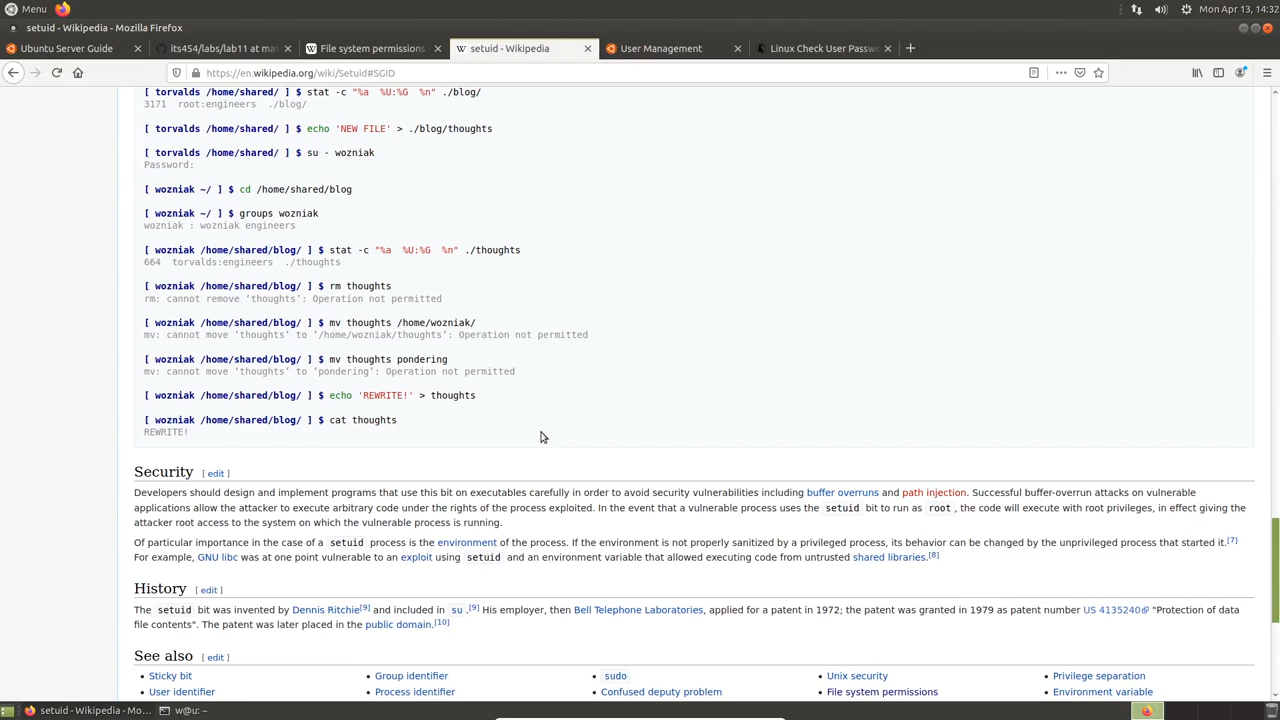 Menu
Mon Apr 13, 14:32
setuid - Wikipedia - Mozilla Firefox
Ubuntu Server Guide
its454/labs/lab11 at mas
File system permissions
setuid - Wikipedia
User Management
Linux Check User Passwo
https://en.wikipedia.org/wiki/Setuid#SGID
[ torvalds /home/shared/ ] $ stat -c "%a  %U:%G  %n" ./blog/
3171  root:engineers  ./blog/
[ torvalds /home/shared/ ] $ echo 'NEW FILE' > ./blog/thoughts
[ torvalds /home/shared/ ] $ su - wozniak
Password:
[ wozniak ~/ ] $ cd /home/shared/blog
[ wozniak ~/ ] $ groups wozniak
wozniak : wozniak engineers
[ wozniak /home/shared/blog/ ] $ stat -c "%a  %U:%G  %n" ./thoughts
664  torvalds:engineers  ./thoughts
[ wozniak /home/shared/blog/ ] $ rm thoughts
rm: cannot remove ‘thoughts’: Operation not permitted
[ wozniak /home/shared/blog/ ] $ mv thoughts /home/wozniak/
mv: cannot move ‘thoughts’ to ‘/home/wozniak/thoughts’: Operation not permitted
[ wozniak /home/shared/blog/ ] $ mv thoughts pondering
mv: cannot move ‘thoughts’ to ‘pondering’: Operation not permitted
[ wozniak /home/shared/blog/ ] $ echo 'REWRITE!' > thoughts
[ wozniak /home/shared/blog/ ] $ cat thoughts
REWRITE!
Security [ edit ]
Developers should design and implement programs that use this bit on executables carefully in order to avoid security vulnerabilities including buffer overruns and path injection. Successful buffer-overrun attacks on vulnerable
applications allow the attacker to execute arbitrary code under the rights of the process exploited. In the event that a vulnerable process uses the setuid bit to run as root, the code will execute with root privileges, in effect giving the
attacker root access to the system on which the vulnerable process is running.
Of particular importance in the case of a setuid process is the environment of the process. If the environment is not properly sanitized by a privileged process, its behavior can be changed by the unprivileged process that started it.[7]
For example, GNU libc was at one point vulnerable to an exploit using setuid and an environment variable that allowed executing code from untrusted shared libraries.[8]
History [ edit ]
The setuid bit was invented by Dennis Ritchie[9] and included in su.[9] His employer, then Bell Telephone Laboratories, applied for a patent in 1972; the patent was granted in 1979 as patent number US 4135240 "Protection of data
file contents". The patent was later placed in the public domain.[10]
See also [ edit ]
• Sticky bit • Group identifier • sudo • Unix security • Privilege separation
• User identifier • Process identifier • Confused deputy problem • File system permissions • Environment variable
setuid - Wikipedia - Mo...
w@u: ~